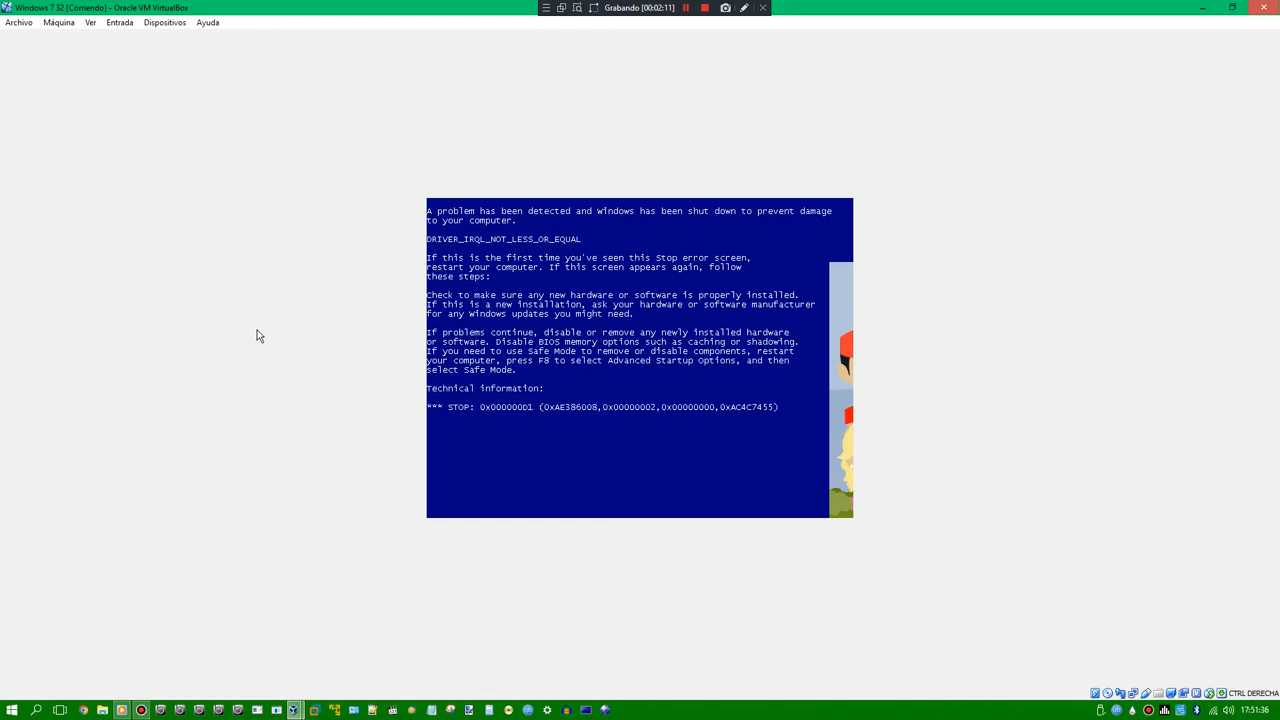 Windows 7 32 [Corriendo] - Oracle VM VirtualBox
Grabando [00:02:11]
Archivo Máquina Ver Entrada Dispositivos Ayuda
A problem has been detected and Windows has been shut down to prevent damage
to your computer.
DRIVER_IRQL_NOT_LESS_OR_EQUAL
If this is the first time you've seen this Stop error screen,
restart your computer. If this screen appears again, follow
these steps:
Check to make sure any new hardware or software is properly installed.
If this is a new installation, ask your hardware or software manufacturer
for any Windows updates you might need.
If problems continue, disable or remove any newly installed hardware
or software. Disable BIOS memory options such as caching or shadowing.
If you need to use Safe Mode to remove or disable components, restart
your computer, press F8 to select Advanced Startup Options, and then
select Safe Mode.
Technical information:
*** STOP: 0x000000D1 (0xAE386008,0x00000002,0x00000000,0xAC4C7455)
CTRL DERECHA
17:51:36